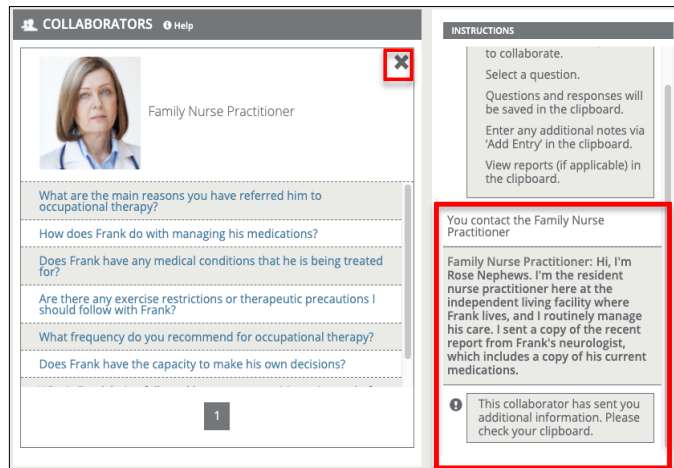 COLLABORATORS Help
Family Nurse Practitioner
What are the main reasons you have referred him to
occupational therapy?
How does Frank do with managing his medications?
Does Frank have any medical conditions that he is being treated
for?
Are there any exercise restrictions or therapeutic precautions I
should follow with Frank?
What frequency do you recommend for occupational therapy?
Does Frank have the capacity to make his own decisions?
1
INSTRUCTIONS
to collaborate.
Select a question.
Questions and responses will
be saved in the clipboard.
Enter any additional notes via
'Add Entry' in the clipboard.
View reports (if applicable) in
the clipboard.
You contact the Family Nurse
Practitioner
Family Nurse Practitioner: Hi, I'm
Rose Nephews. I'm the resident
nurse practitioner here at the
independent living facility where
Frank lives, and I routinely manage
his care. I sent a copy of the recent
report from Frank's neurologist,
which includes a copy of his current
medications.
This collaborator has sent you
additional information. Please
check your clipboard.